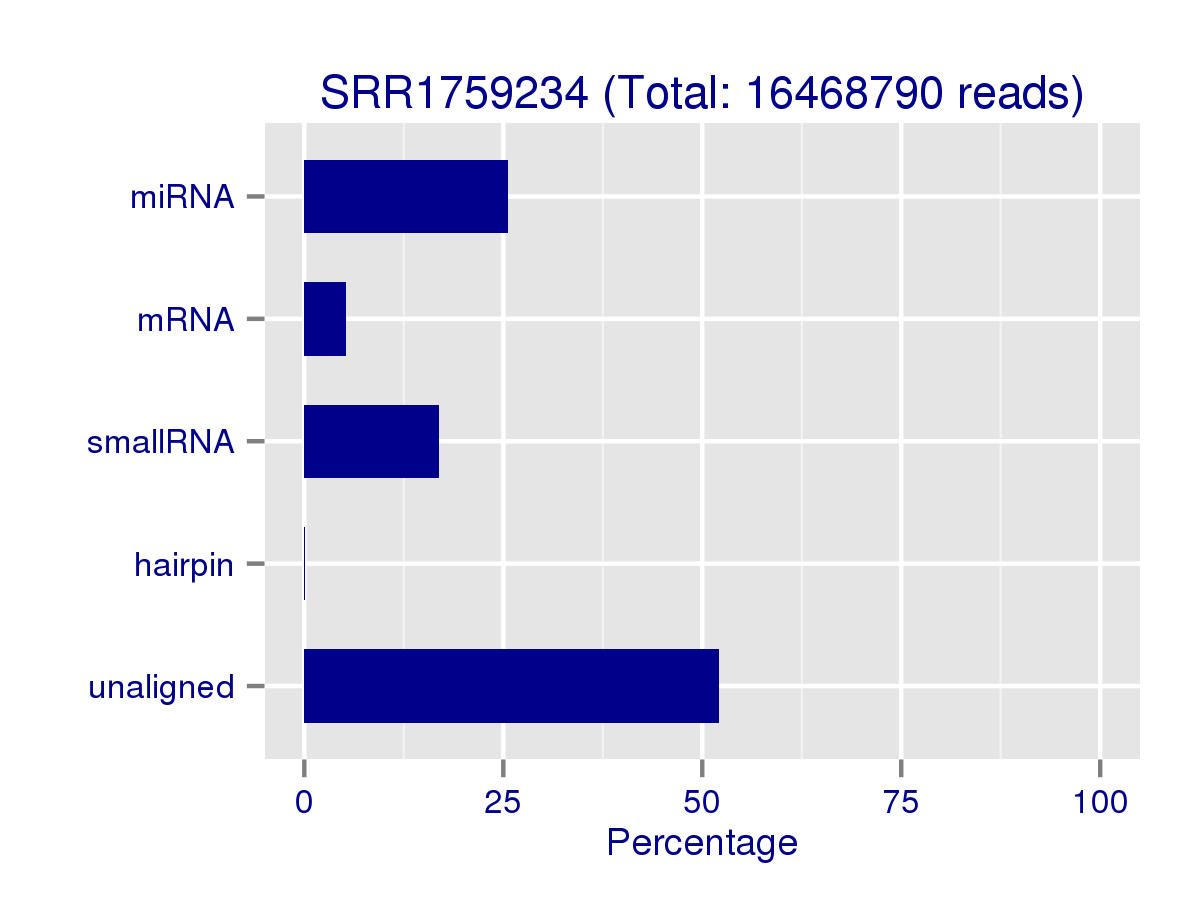 SRR1759234 (Total: 16468790 reads)
miRNA
mRNA
smallRNA
hairpin
unaligned
0 25 50 75 100
Percentage